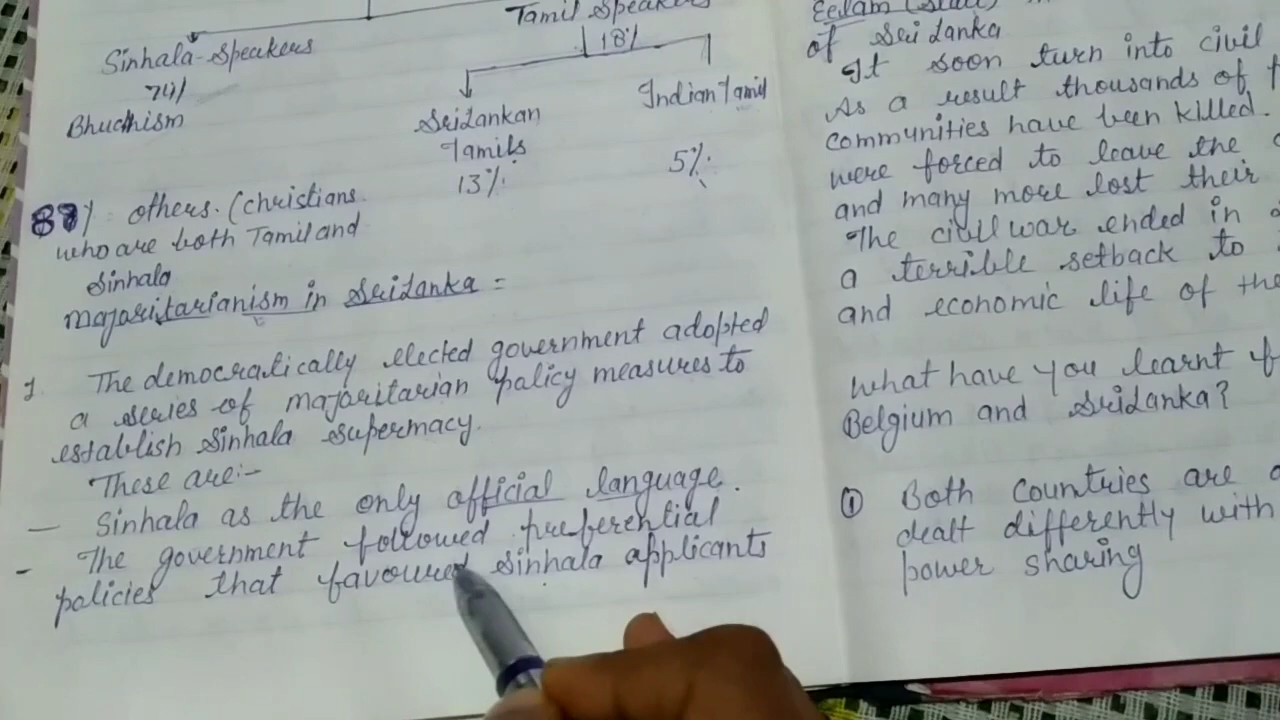 Tamil Speakers
18%
Sinhala-Speakers
74%
Bhudhism
SriLankan
Tamils
13%.
Indian Tamil
5%.
8% others. (Christians
who are both Tamil and
Sinhala
majoritarianism in SriLanka =
1. The democratically elected government adopted
a series of majoritarian policy measures to
establish Sinhala supermacy.
These are:-
— Sinhala as the only official language.
- The government followed preferential
policies that favoured Sinhala applicants
Eelam (State)
of SriLanka
It soon turn into civil
As a result thousands of
communities have been killed.
were forced to leave the
and many more lost their
The civil war ended in
a terrible setback to
and economic life of the
what have you learnt f
Belgium and SriLanka?
① Both countries are
dealt differently with
power sharing